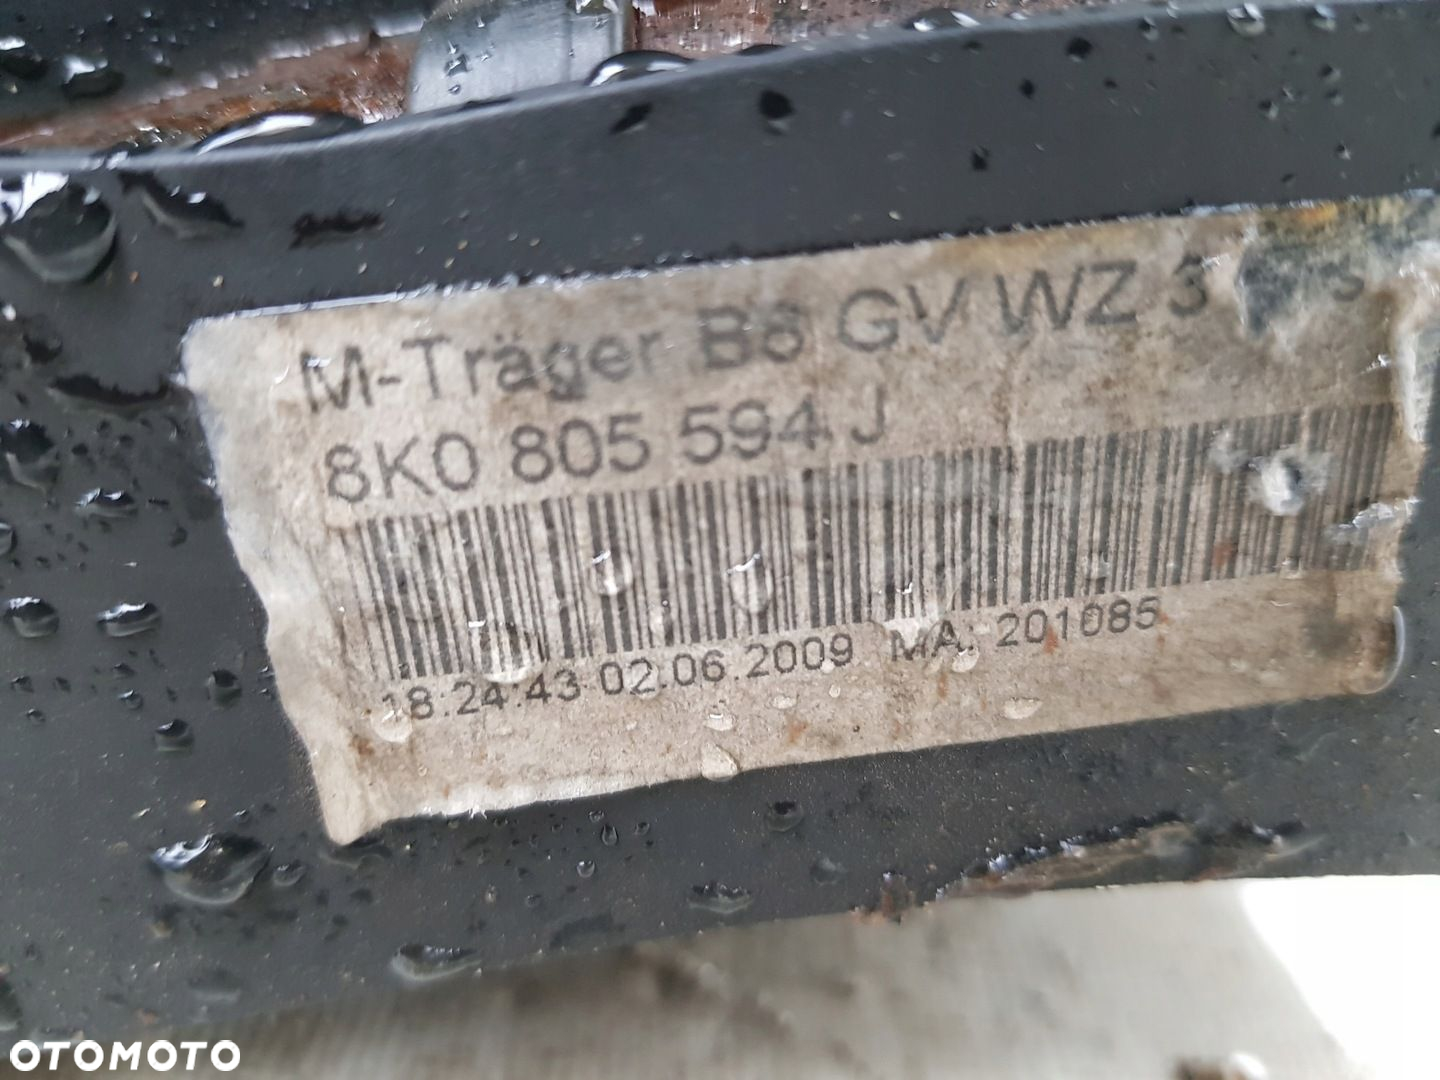 M-Träger B8 GV WZ 3
8K0 805 594 J
18:24:43 02.06.2009 MA: 201085
OTOMOTO